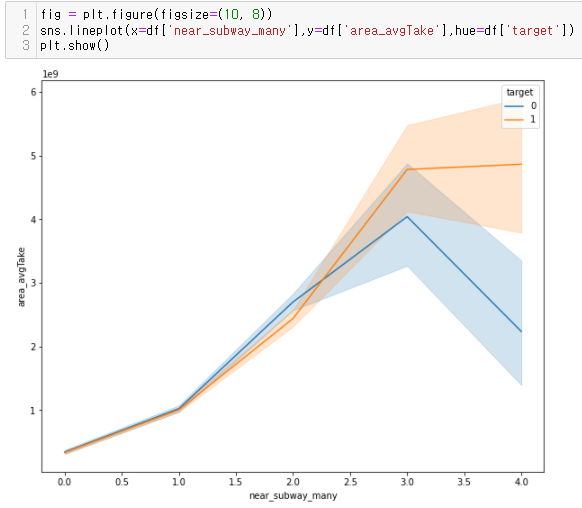 1 fig = plt.figure(figsize=(10, 8))
2 sns.lineplot(x=df['near_subway_many'],y=df['area_avgTake'],hue=df['target'])
3 plt.show()
1e9
target
0
1
6
5
4
3
2
1
area_avgTake
0.0 0.5 1.0 1.5 2.0 2.5 3.0 3.5 4.0
near_subway_many